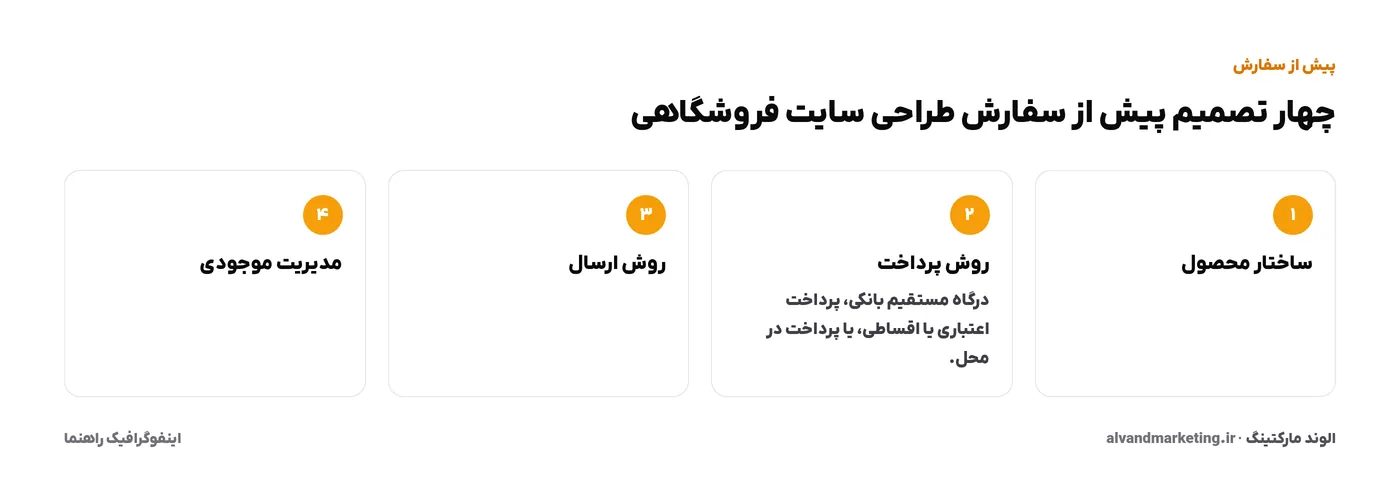 پیش از سفارش
چهار تصمیم پیش از سفارش طراحی سایت فروشگاهی
۱
ساختار محصول
۲
روش پرداخت
درگاه مستقیم بانکی، پرداخت
اعتباری یا اقساطی، یا پرداخت در
محل.
۳
روش ارسال
۴
مدیریت موجودی
الوند مارکتینگ · alvandmarketing.ir
اینفوگرافیک راهنما